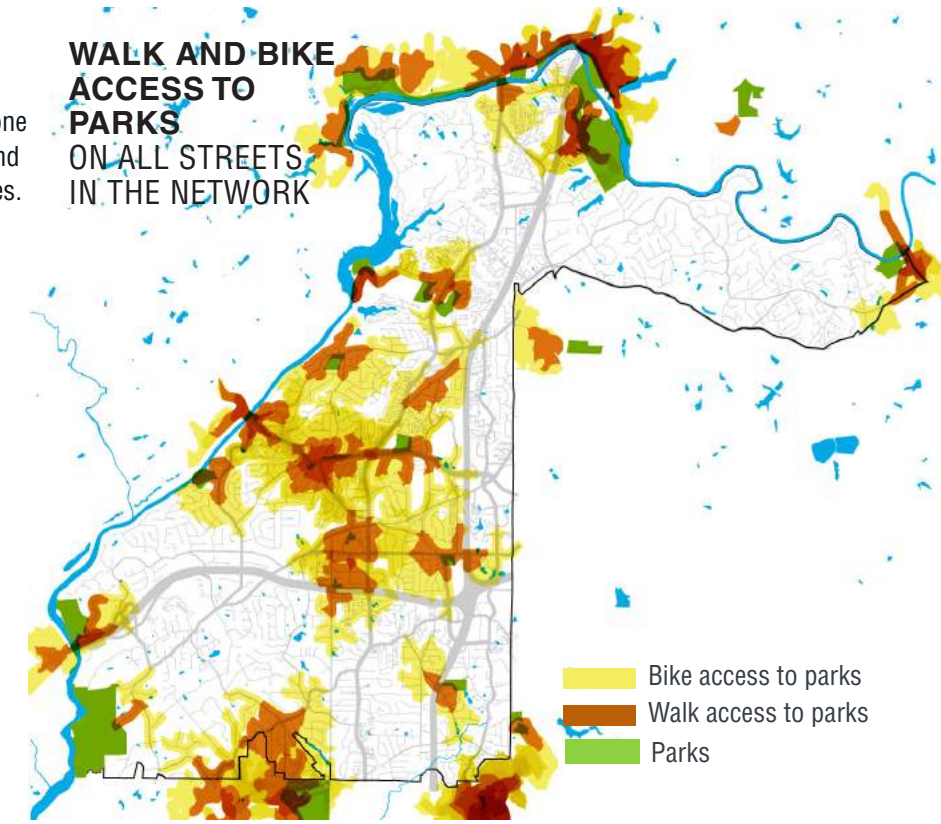 WALK AND BIKE
ACCESS TO
PARKS
ON ALL STREETS
IN THE NETWORK
es.
Bike access to parks
Walk access to parks
Parks